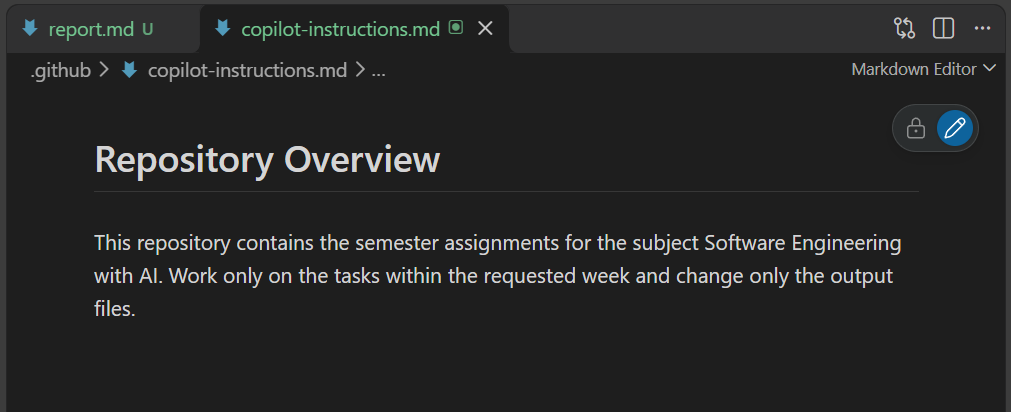 report.md U
copilot-instructions.md
.github > copilot-instructions.md > ...
Markdown Editor
Repository Overview
This repository contains the semester assignments for the subject Software Engineering
with AI. Work only on the tasks within the requested week and change only the output
files.